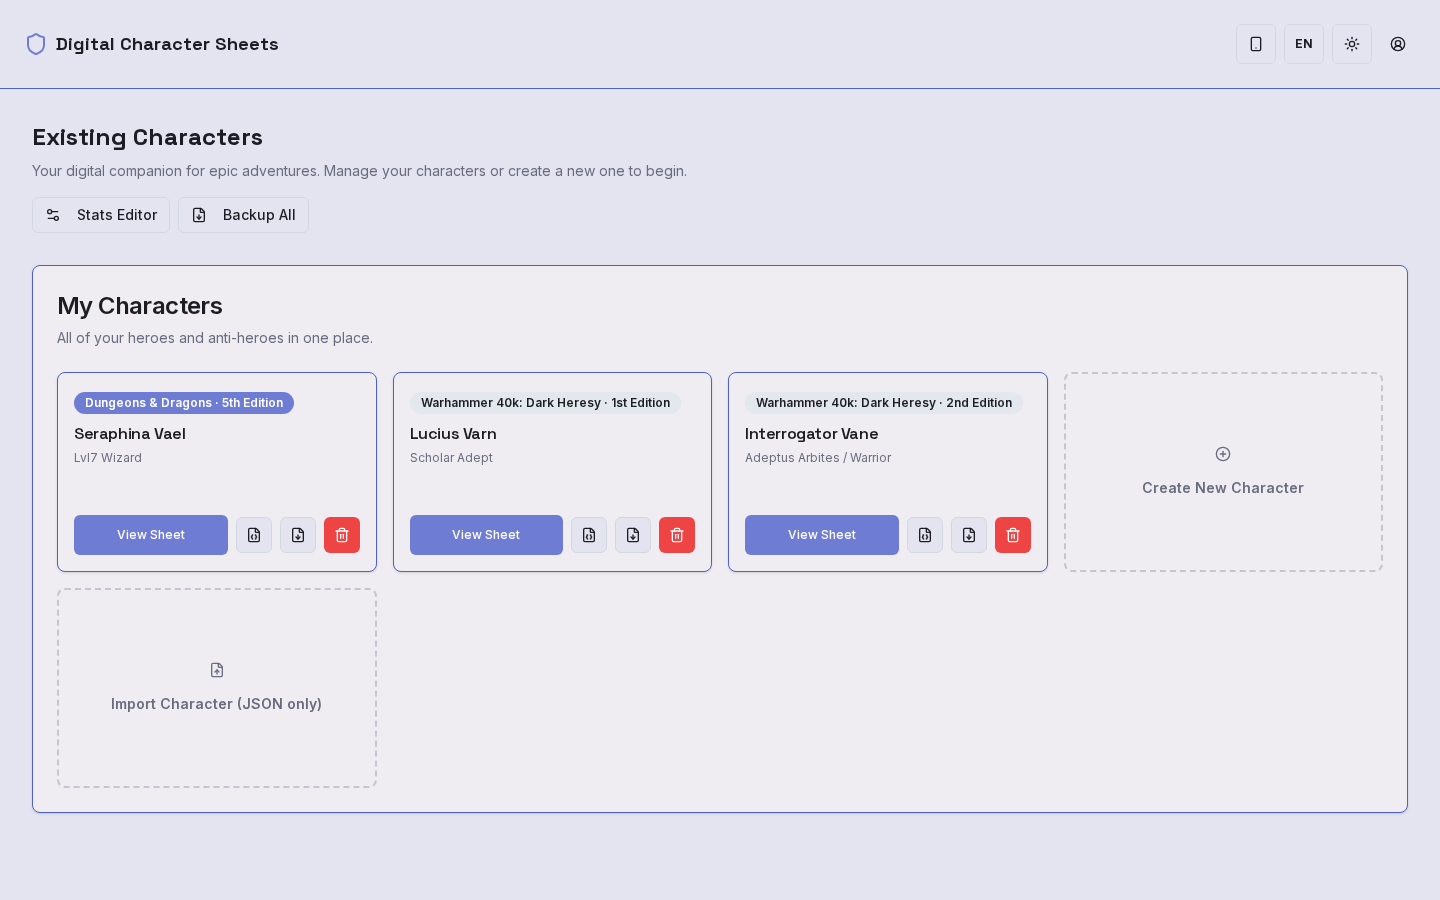 Digital Character Sheets
EN
Existing Characters
Your digital companion for epic adventures. Manage your characters or create a new one to begin.
Stats Editor
Backup All
My Characters
All of your heroes and anti-heroes in one place.
Dungeons & Dragons · 5th Edition
Seraphina Vael
Lvl7 Wizard
View Sheet
Warhammer 40k: Dark Heresy · 1st Edition
Lucius Varn
Scholar Adept
View Sheet
Warhammer 40k: Dark Heresy · 2nd Edition
Interrogator Vane
Adeptus Arbites / Warrior
View Sheet
Create New Character
Import Character (JSON only)